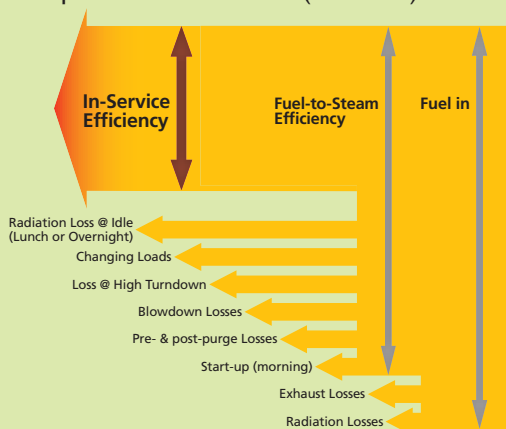 In-Service
Efficiency
Fuel-to-Steam
Efficiency
Fuel in
Radiation Loss @ Idle
(Lunch or Overnight)
Changing Loads
Loss @ High Turndown
Blowdown Losses
Pre- & post-purge Losses
Start-up (morning)
Exhaust Losses
Radiation Losses